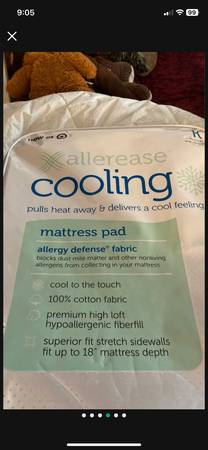 9:05
99
K
allerease
cooling
pulls heat away & delivers a cool feeling
mattress pad
allergy defense® fabric
blocks dust mite matter and other nonliving
allergens from collecting in your mattress
cool to the touch
100% cotton fabric
premium high loft
hypoallergenic fiberfill
superior fit stretch sidewalls
fit up to 18" mattress depth